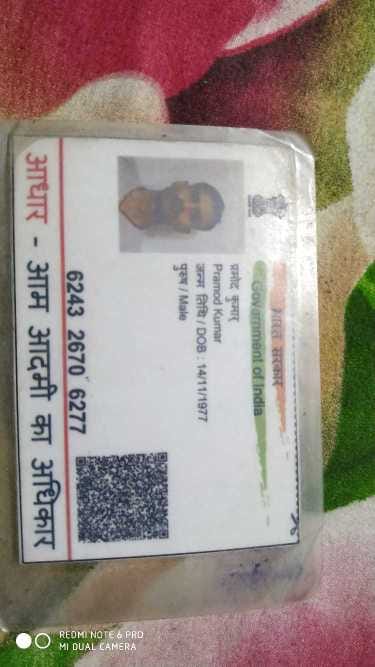 भारत सरकार
Government of India
प्रमोद कुमार
Pramod Kumar
जन्म तिथि / DOB : 14/11/1977
पुरुष / Male
6243 2670 6277
आधार - आम आदमी का अधिकार
REDMI NOTE 6 PRO
MI DUAL CAMERA